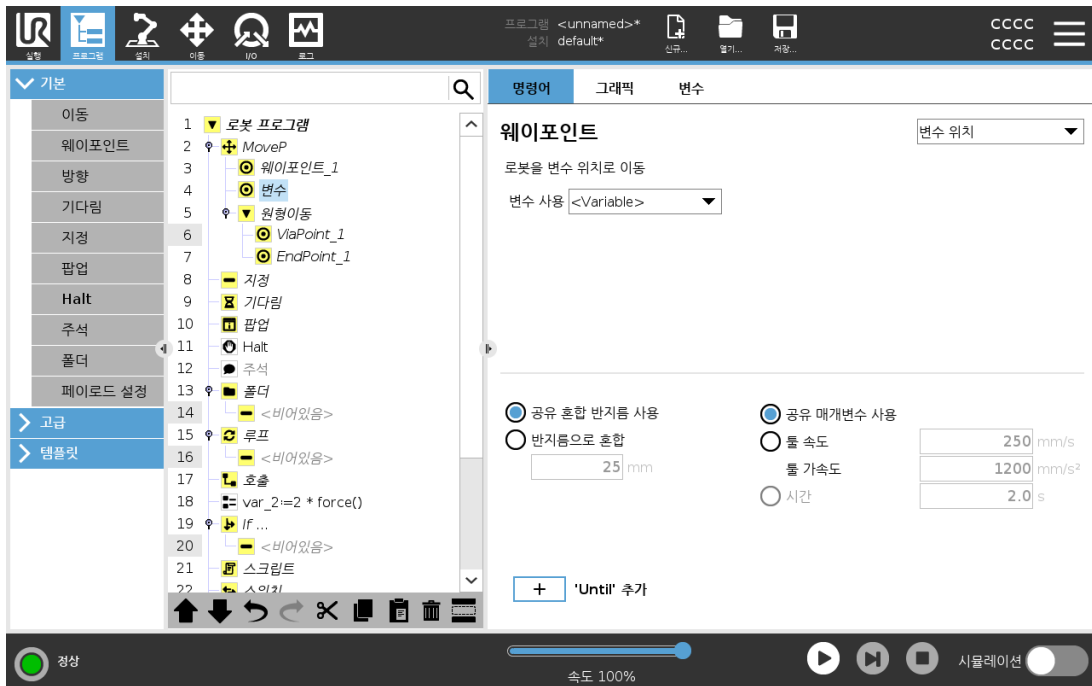 UR
실행
프로그램
설치
이동
I/O
로그
프로그램 <unnamed>*
설치 default*
신규...
열기...
저장...
CCCC
CCCC
기본
이동
웨이포인트
방향
기다림
지정
팝업
Halt
주석
폴더
페이로드 설정
고급
템플릿
1 로봇 프로그램
2 MoveP
3 웨이포인트_1
4 변수
5 원형이동
6 ViaPoint_1
7 EndPoint_1
8 지정
9 기다림
10 팝업
11 Halt
12 주석
13 폴더
14 <비어있음>
15 루프
16 <비어있음>
17 호출
18 var_2:=2 * force()
19 If ...
20 <비어있음>
21 스크립트
22 스위치
명령어 그래픽 변수
웨이포인트
변수 위치
로봇을 변수 위치로 이동
변수 사용 <Variable>
공유 혼합 반지름 사용
반지름으로 혼합
25 mm
공유 매개변수 사용
툴 속도 250 mm/s
툴 가속도 1200 mm/s²
시간 2.0 s
+ 'Until' 추가
정상
속도 100%
시뮬레이션